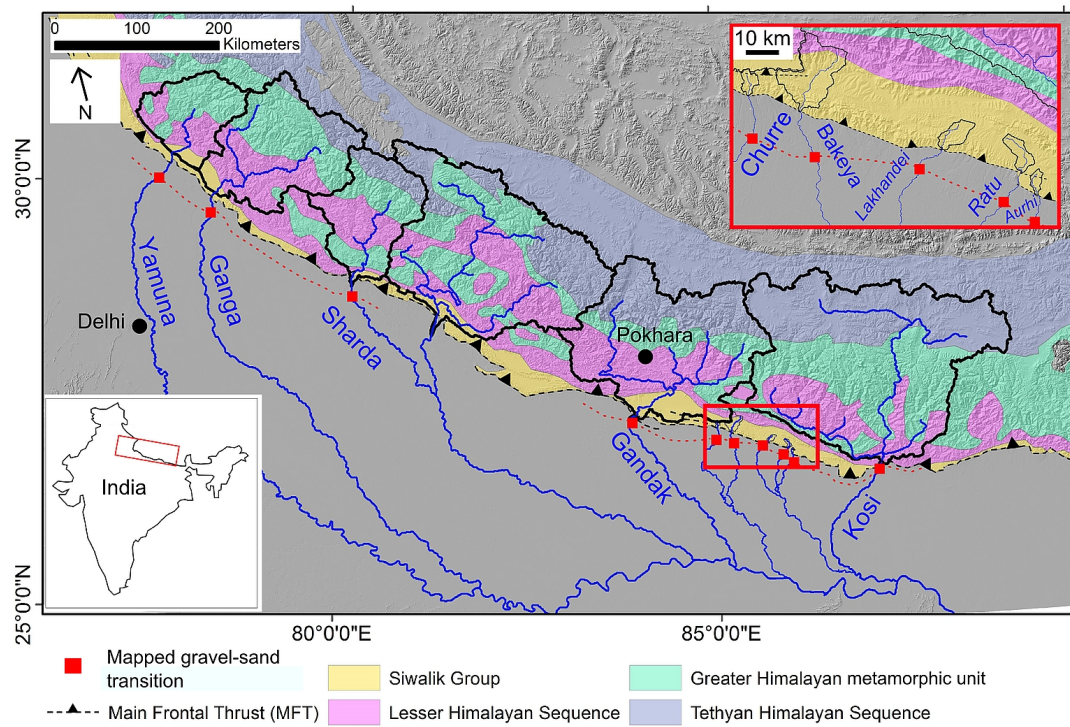 0 100 200
Kilometers
N
10 km
Churre
Bakeya
Lakhandei
Ratu
Aurhi
30°0'0"N
Yamuna
Ganga
Delhi
Sharda
Pokhara
Gandak
Kosi
India
25°0'0"N
80°0'0"E 85°0'0"E
Mapped gravel-sand
transition
Siwalik Group
Greater Himalayan metamorphic unit
Main Frontal Thrust (MFT)
Lesser Himalayan Sequence
Tethyan Himalayan Sequence